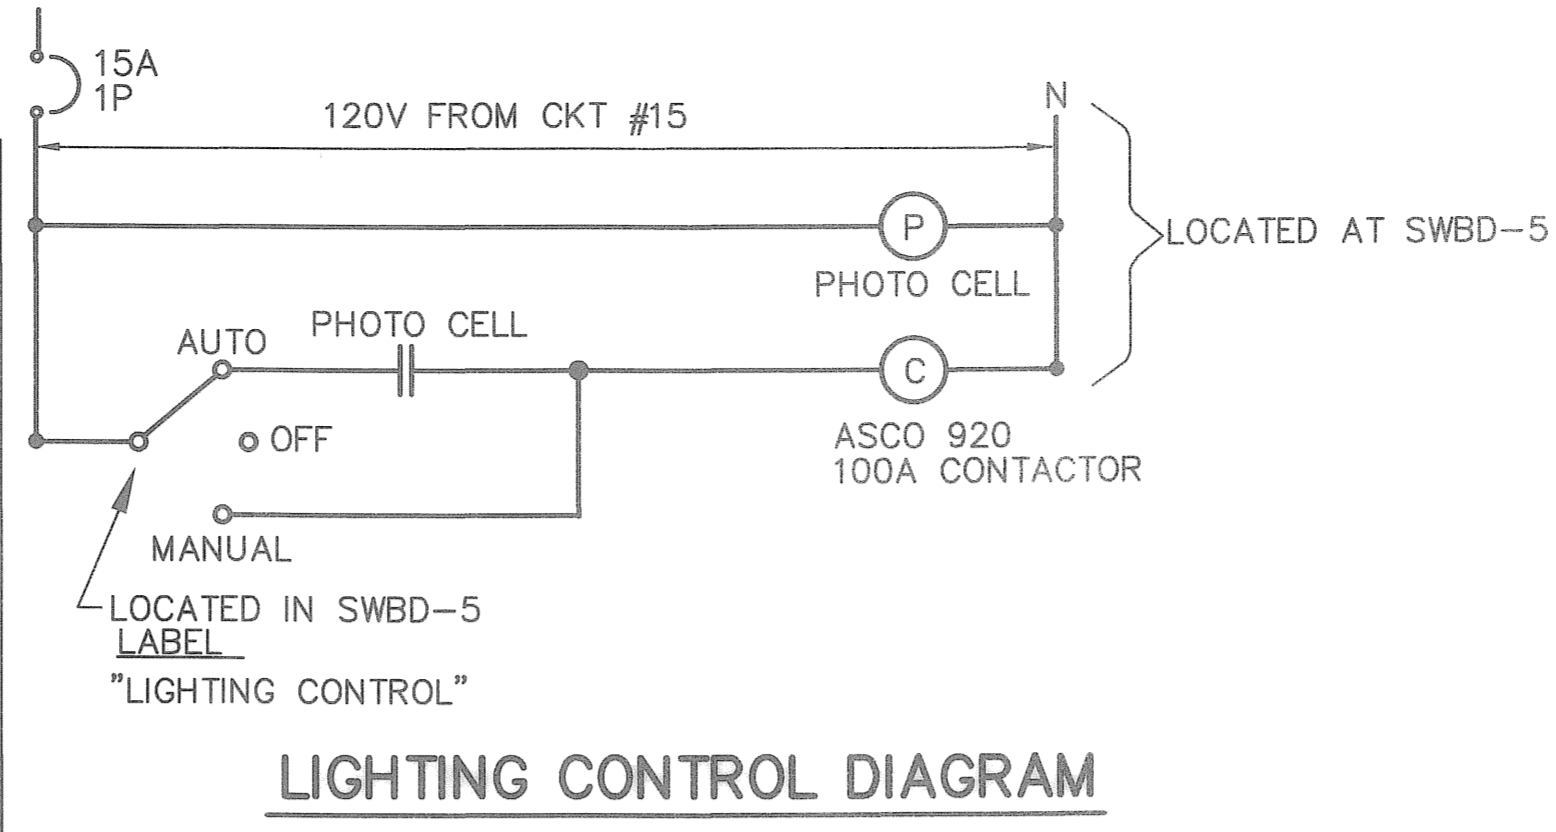 15A
1P
120V FROM CKT #15
N
LOCATED AT SWBD-5
P
PHOTO CELL
PHOTO CELL
AUTO
C
OFF
ASCO 920
100A CONTACTOR
MANUAL
LOCATED IN SWBD-5
LABEL
"LIGHTING CONTROL"
LIGHTING CONTROL DIAGRAM